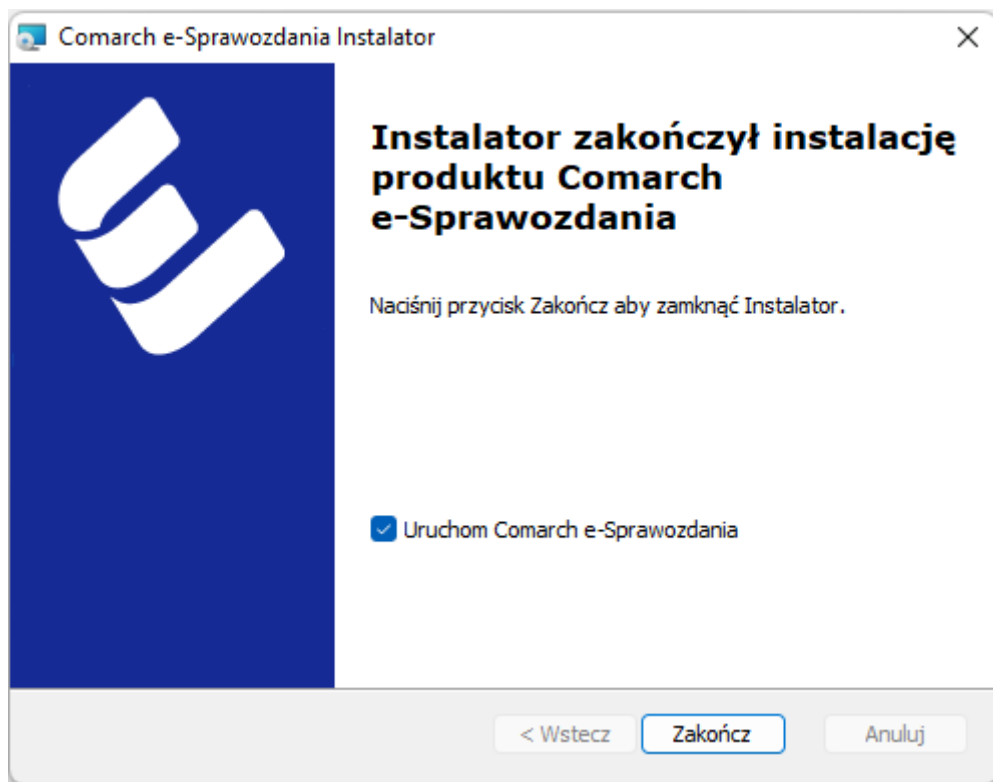 Comarch e-Sprawozdania Instalator
Instalator zakończył instalację
produktu Comarch
e-Sprawozdania
Naciśnij przycisk Zakończ aby zamknąć Instalator.
Uruchom Comarch e-Sprawozdania
< Wstecz
Zakończ
Anuluj